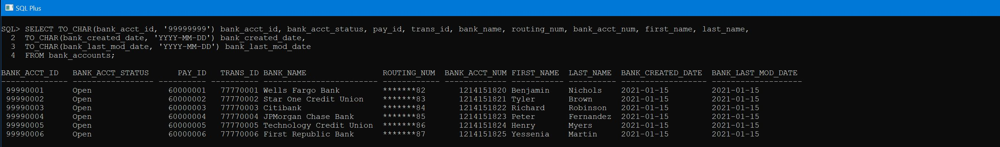 SQL Plus
SQL> SELECT TO_CHAR(bank_acct_id, '99999999') bank_acct_id, bank_acct_status, pay_id, trans_id, bank_name, routing_num, bank_acct_num, first_name, last_name,
  2  TO_CHAR(bank_created_date, 'YYYY-MM-DD') bank_created_date,
  3  TO_CHAR(bank_last_mod_date, 'YYYY-MM-DD') bank_last_mod_date
  4  FROM bank_accounts;
BANK_ACCT_ID   BANK_ACCT_STATUS      PAY_ID   TRANS_ID BANK_NAME                ROUTING_NUM  BANK_ACCT_NUM FIRST_NAME  LAST_NAME  BANK_CREATED_DATE  BANK_LAST_MOD_DATE
-------------- ----------------- ---------- ---------- ------------------------ ------------ ------------- ----------- ---------- ------------------ -------------------
 99990001      Open                60000001   77770001 Wells Fargo Bank         *******82       1214151820 Benjamin    Nichols    2021-01-15         2021-01-15
 99990002      Open                60000002   77770002 Star One Credit Union    *******83       1214151821 Tyler       Brown      2021-01-15         2021-01-15
 99990003      Open                60000003   77770003 Citibank                 *******84       1214151822 Richard     Robinson   2021-01-15         2021-01-15
 99990004      Open                60000004   77770004 JPMorgan Chase Bank      *******85       1214151823 Peter       Fernandez  2021-01-15         2021-01-15
 99990005      Open                60000005   77770005 Technology Credit Union  *******86       1214151824 Henry       Myers      2021-01-15         2021-01-15
 99990006      Open                60000006   77770006 First Republic Bank      *******87       1214151825 Yessenia    Martin     2021-01-15         2021-01-15